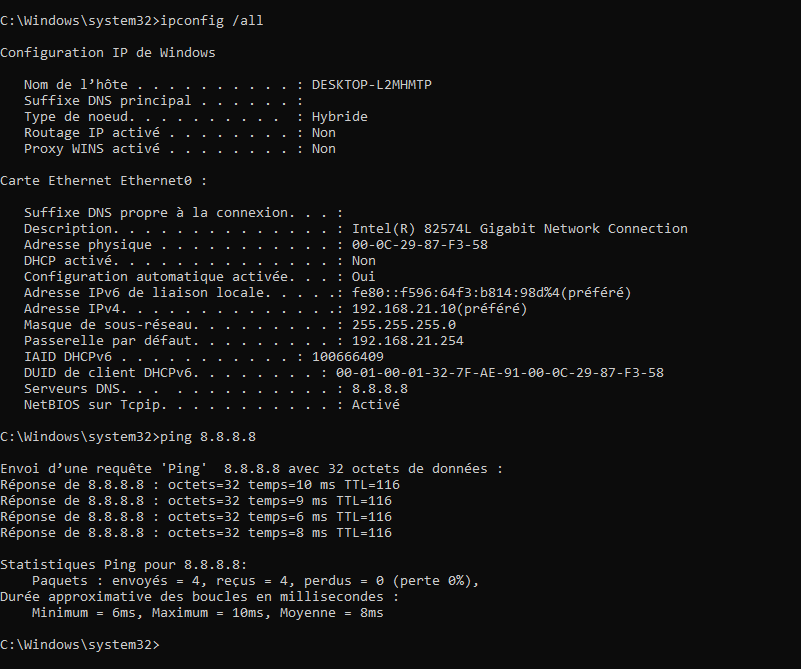 C:\Windows\system32>ipconfig /all
Configuration IP de Windows
Nom de l’hôte . . . . . . . . . . : DESKTOP-L2MHMTP
Suffixe DNS principal . . . . . . :
Type de noeud. . . . . . . . . . : Hybride
Routage IP activé . . . . . . . . : Non
Proxy WINS activé . . . . . . . . : Non
Carte Ethernet Ethernet0 :
Suffixe DNS propre à la connexion. . . :
Description. . . . . . . . . . . . . . : Intel(R) 82574L Gigabit Network Connection
Adresse physique . . . . . . . . . . . : 00-0C-29-87-F3-58
DHCP activé. . . . . . . . . . . . . . : Non
Configuration automatique activée. . . : Oui
Adresse IPv6 de liaison locale. . . . .: fe80::f596:64f3:b814:98d%4(préféré)
Adresse IPv4. . . . . . . . . . . . . .: 192.168.21.10(préféré)
Masque de sous-réseau. . . . . . . . . : 255.255.255.0
Passerelle par défaut. . . . . . . . . : 192.168.21.254
IAID DHCPv6 . . . . . . . . . . . : 100666409
DUID de client DHCPv6. . . . . . . . : 00-01-00-01-32-7F-AE-91-00-0C-29-87-F3-58
Serveurs DNS. . . . . . . . . . . . . : 8.8.8.8
NetBIOS sur Tcpip. . . . . . . . . . . : Activé
C:\Windows\system32>ping 8.8.8.8
Envoi d’une requête 'Ping'  8.8.8.8 avec 32 octets de données :
Réponse de 8.8.8.8 : octets=32 temps=10 ms TTL=116
Réponse de 8.8.8.8 : octets=32 temps=9 ms TTL=116
Réponse de 8.8.8.8 : octets=32 temps=6 ms TTL=116
Réponse de 8.8.8.8 : octets=32 temps=8 ms TTL=116
Statistiques Ping pour 8.8.8.8:
Paquets : envoyés = 4, reçus = 4, perdus = 0 (perte 0%),
Durée approximative des boucles en millisecondes :
Minimum = 6ms, Maximum = 10ms, Moyenne = 8ms
C:\Windows\system32>